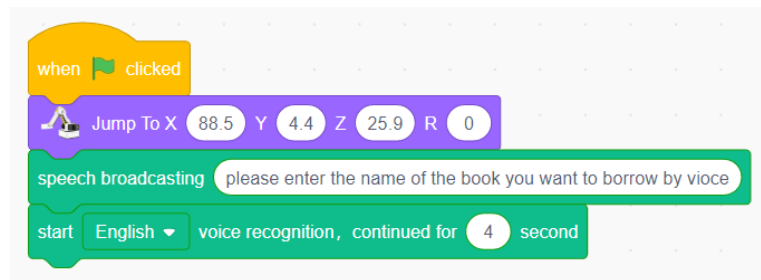 when clicked
Jump To X 88.5 Y 4.4 Z 25.9 R 0
speech broadcasting please enter the name of the book you want to borrow by vioce
start English voice recognition, continued for 4 second